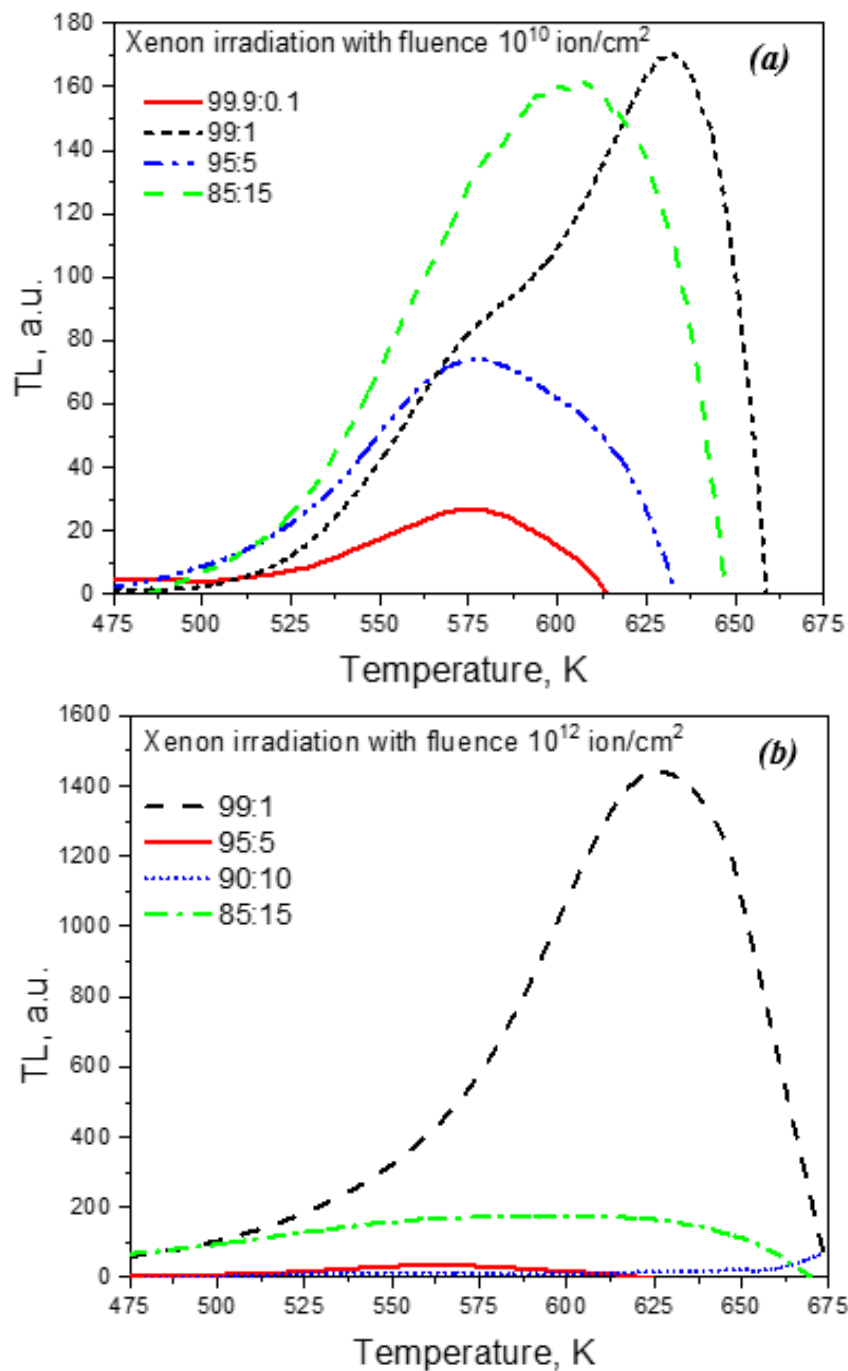 Xenon irradiation with fluence 10¹⁰ ion/cm²
(a)
99.9:0.1
99:1
95:5
85:15
180
160
140
120
100
80
60
40
20
0
TL, a.u.
475 500 525 550 575 600 625 650 675
Temperature, K
Xenon irradiation with fluence 10¹² ion/cm²
(b)
99:1
95:5
90:10
85:15
1600
1400
1200
1000
800
600
400
200
0
TL, a.u.
475 500 525 550 575 600 625 650 675
Temperature, K